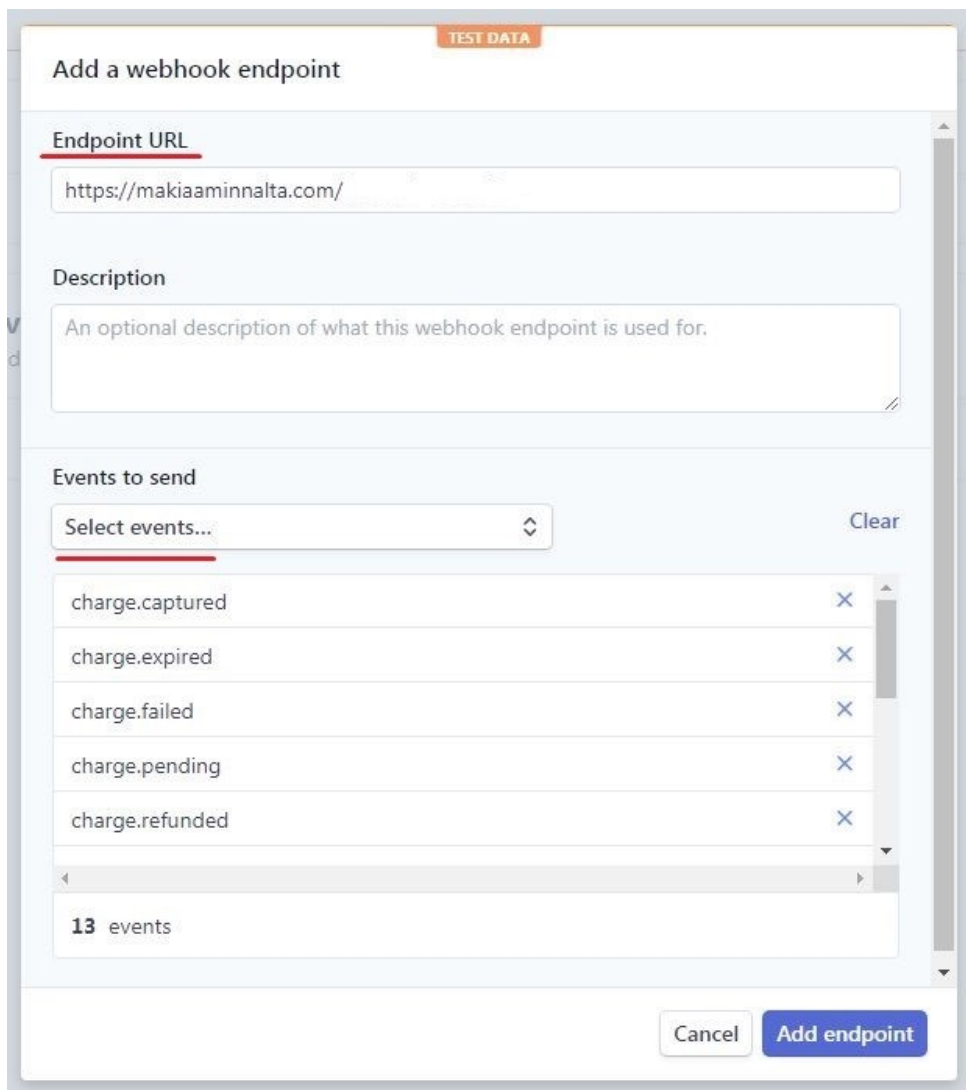 TEST DATA
Add a webhook endpoint
Endpoint URL
https://makiaaminnalta.com/
Description
An optional description of what this webhook endpoint is used for.
Events to send
Select events...
Clear
charge.captured
charge.expired
charge.failed
charge.pending
charge.refunded
13 events
Cancel
Add endpoint